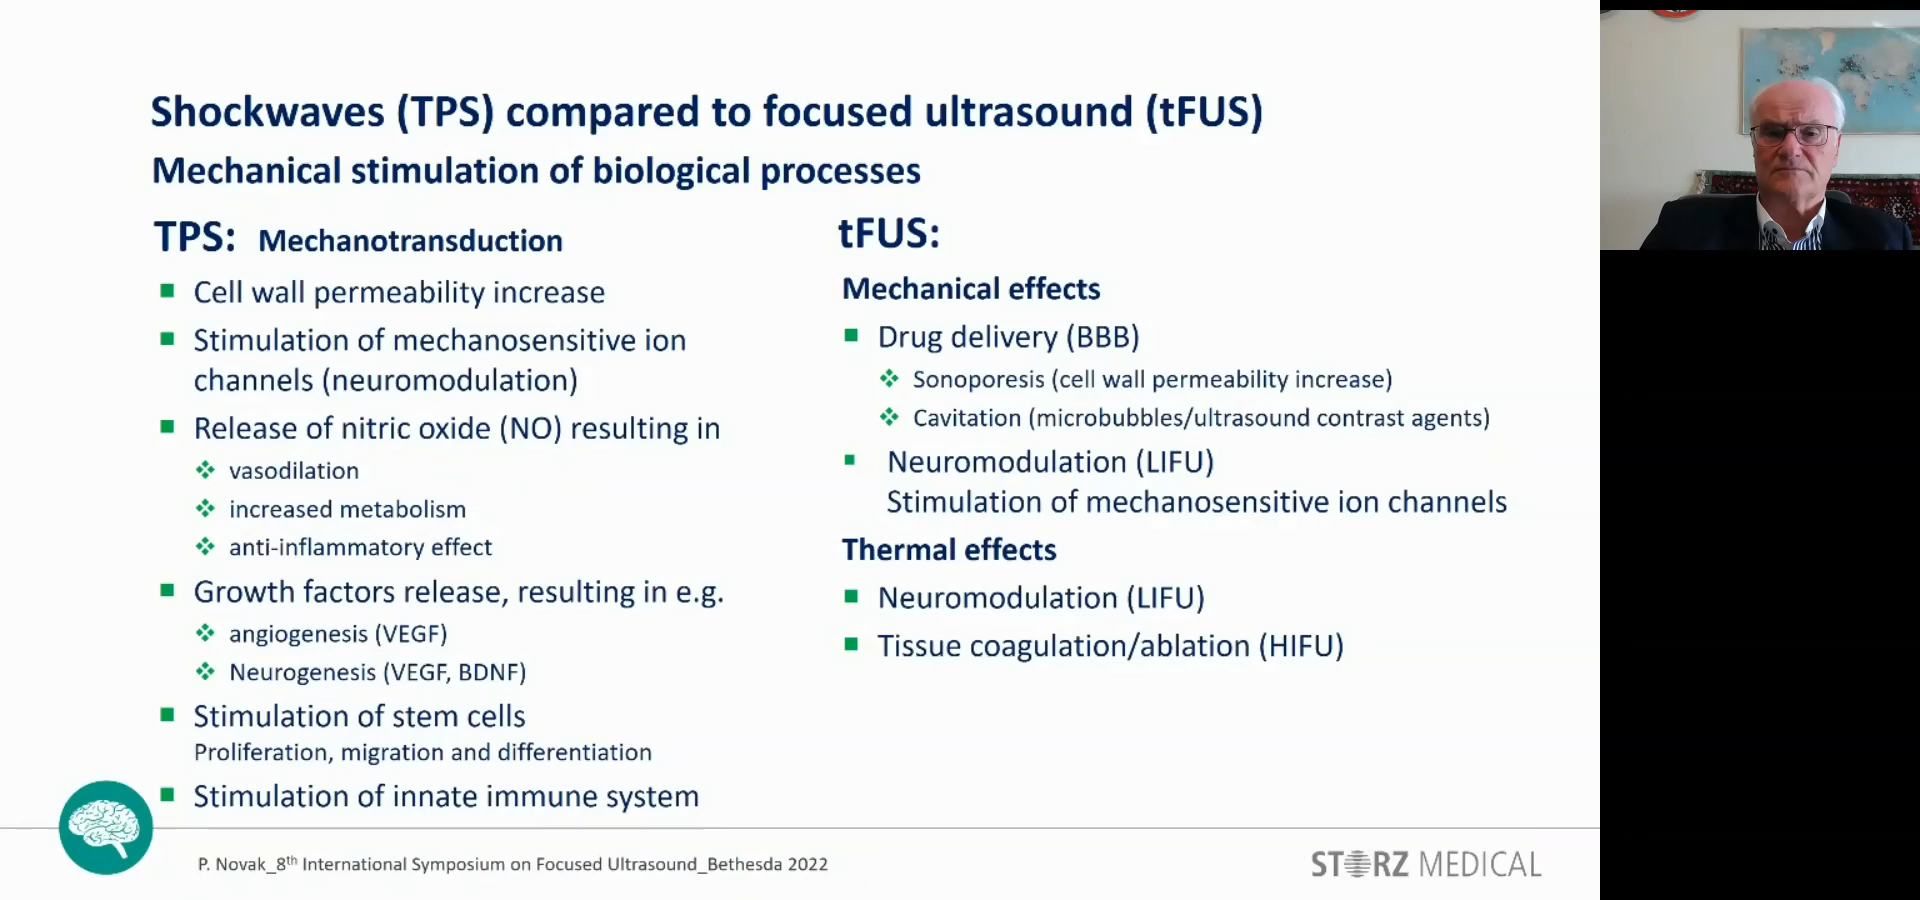 Shockwaves (TPS) compared to focused ultrasound (tFUS)
Mechanical stimulation of biological processes
TPS: Mechanotransduction
Cell wall permeability increase
Stimulation of mechanosensitive ion
channels (neuromodulation)
Release of nitric oxide (NO) resulting in
vasodilation
increased metabolism
anti-inflammatory effect
Growth factors release, resulting in e.g.
angiogenesis (VEGF)
Neurogenesis (VEGF, BDNF)
Stimulation of stem cells
Proliferation, migration and differentiation
Stimulation of innate immune system
tFUS:
Mechanical effects
Drug delivery (BBB)
Sonoporesis (cell wall permeability increase)
Cavitation (microbubbles/ultrasound contrast agents)
Neuromodulation (LIFU)
Stimulation of mechanosensitive ion channels
Thermal effects
Neuromodulation (LIFU)
Tissue coagulation/ablation (HIFU)
P. Novak_8th International Symposium on Focused Ultrasound_Bethesda 2022
STORZ MEDICAL